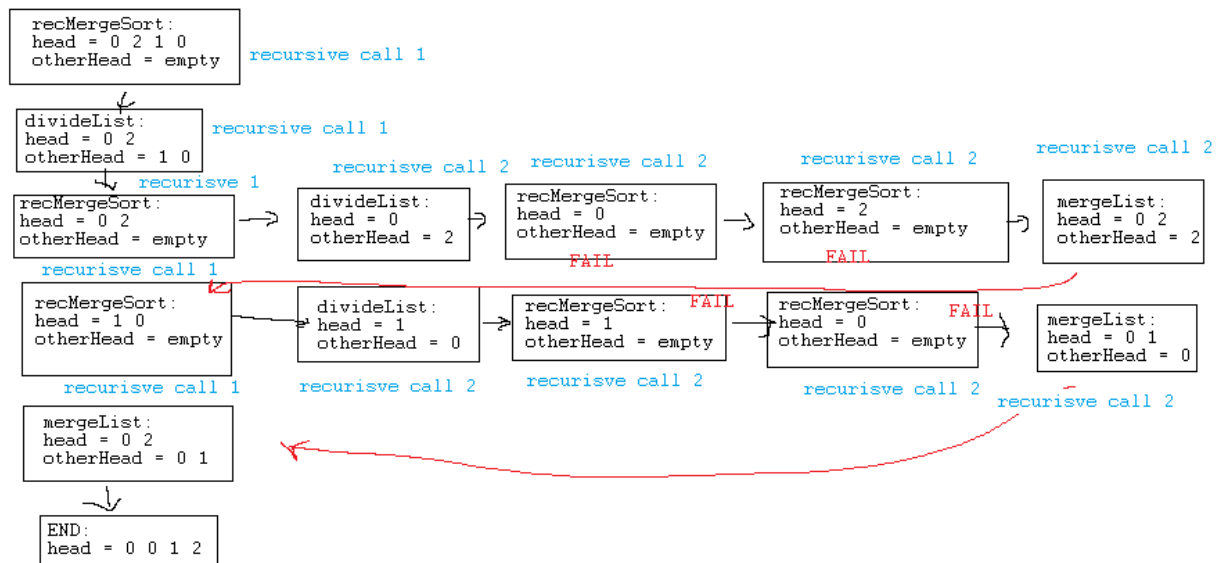 recMergeSort:
head = 0 2 1 0
otherHead = empty
recursive call 1
divideList:
head = 0 2
otherHead = 1 0
recursive call 1
recurisve 1
recMergeSort:
head = 0 2
otherHead = empty
recurisve call 2
divideList:
head = 0
otherHead = 2
recurisve call 2
recMergeSort:
head = 0
otherHead = empty
FAIL
recurisve call 2
recMergeSort:
head = 2
otherHead = empty
FAIL
recurisve call 2
mergeList:
head = 0 2
otherHead = 2
recurisve call 1
recMergeSort:
head = 1 0
otherHead = empty
divideList:
head = 1
otherHead = 0
recurisve call 2
recMergeSort:
head = 1
otherHead = empty
FAIL
recurisve call 2
recMergeSort:
head = 0
otherHead = empty
FAIL
recurisve call 2
mergeList:
head = 0 1
otherHead = 0
recurisve call 2
recurisve call 1
mergeList:
head = 0 2
otherHead = 0 1
END:
head = 0 0 1 2